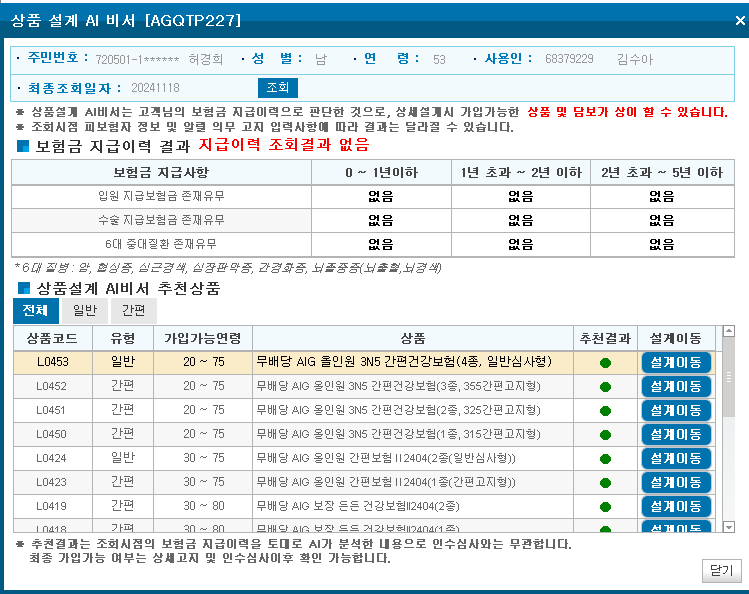 상품 설계 AI 비서 [AGQTP227]
· 주민번호 : 720501-1****** 허경희 · 성 별 : 남 · 연 령 : 53 · 사용인 : 68379229 김수아
· 최종조회일자 : 20241118 조회
※ 상품설계 AI비서는 고객님의 보험금 지급이력으로 판단한 것으로, 상세설계시 가입가능한 상품 및 담보가 상이 할 수 있습니다.
※ 조회시점 피보험자 정보 및 알릴 의무 고지 입력사항에 따라 결과는 달라질 수 있습니다.
보험금 지급이력 결과 지급이력 조회결과 없음
보험금 지급사항 0 ~ 1년이하 1년 초과 ~ 2년 이하 2년 초과 ~ 5년 이하
입원 지급보험금 존재유무 없음 없음 없음
수술 지급보험금 존재유무 없음 없음 없음
6대 중대질환 존재유무 없음 없음 없음
* 6대 질병 : 암, 협심증, 심근경색, 심장판막증, 간경화증, 뇌졸중증(뇌출혈,뇌경색)
상품설계 AI비서 추천상품
전체 일반 간편
상품코드 유형 가입가능연령 상품 추천결과 설계이동
L0453 일반 20 ~ 75 무배당 AIG 올인원 3N5 간편건강보험(4종, 일반심사형) 설계이동
L0452 간편 20 ~ 75 무배당 AIG 올인원 3N5 간편건강보험(3종, 355간편고지형) 설계이동
L0451 간편 20 ~ 75 무배당 AIG 올인원 3N5 간편건강보험(2종, 325간편고지형) 설계이동
L0450 간편 20 ~ 75 무배당 AIG 올인원 3N5 간편건강보험(1종, 315간편고지형) 설계이동
L0424 일반 30 ~ 75 무배당 AIG 올인원 간편보험 II2404(2종(일반심사형)) 설계이동
L0423 간편 30 ~ 75 무배당 AIG 올인원 간편보험 II2404(1종(간편고지형)) 설계이동
L0419 간편 30 ~ 80 무배당 AIG 보장 든든 건강보험II2404(2종) 설계이동
L0418 간편 30 ~ 80 무배당 AIG 보장 든든 건강보험II2404(1종) 설계이동
※ 추천결과는 조회시점의 보험금 지급이력을 토대로 AI가 분석한 내용으로 인수심사와는 무관합니다.
최종 가입가능 여부는 상세고지 및 인수심사이후 확인 가능합니다.
닫기